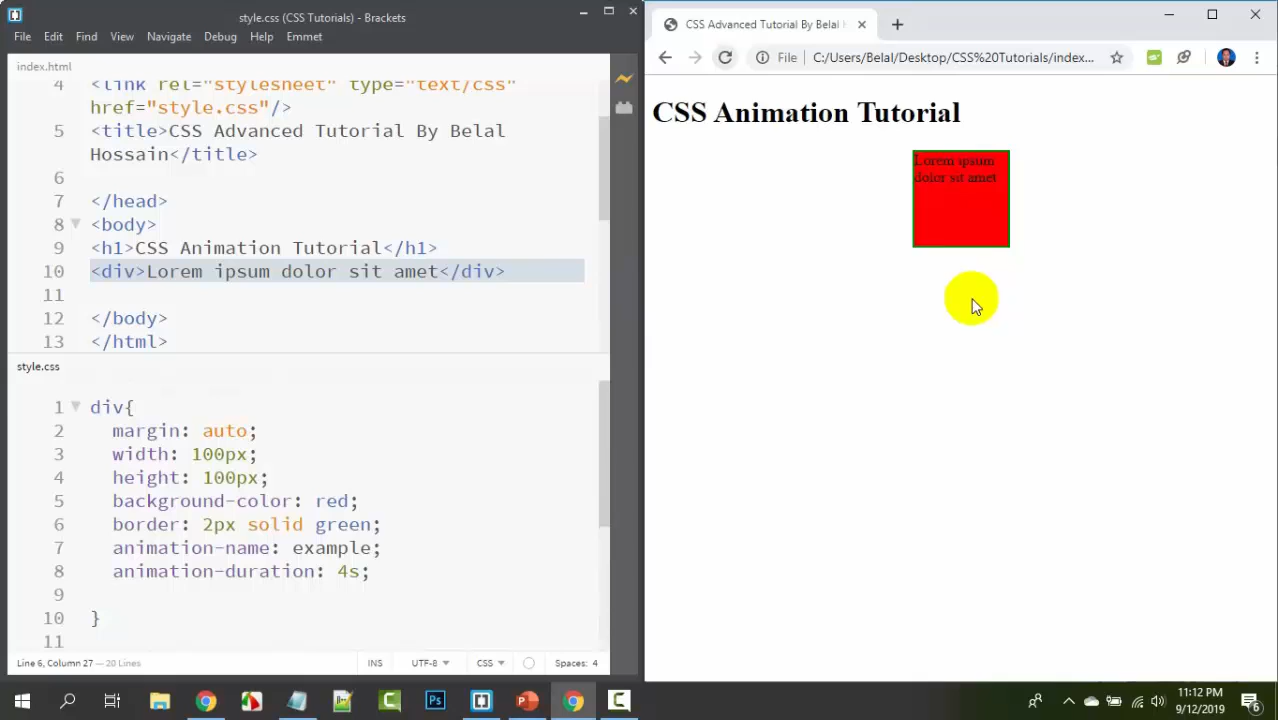 style.css (CSS Tutorials) - Brackets
File Edit Find View Navigate Debug Help Emmet
index.html
4 <link rel="stylesheet" type="text/css"
href="style.css"/>
5 <title>CSS Advanced Tutorial By Belal
Hossain</title>
6
7 </head>
8 <body>
9 <h1>CSS Animation Tutorial</h1>
10 <div>Lorem ipsum dolor sit amet</div>
11
12 </body>
13 </html>
style.css
1 div{
2 margin: auto;
3 width: 100px;
4 height: 100px;
5 background-color: red;
6 border: 2px solid green;
7 animation-name: example;
8 animation-duration: 4s;
9
10 }
11
Line 6, Column 27 — 20 Lines INS UTF-8 CSS Spaces: 4
CSS Advanced Tutorial By Belal
File C:/Users/Belal/Desktop/CSS%20Tutorials/index...
CSS Animation Tutorial
Lorem ipsum
dolor sit amet
Ps
11:12 PM
9/12/2019
6